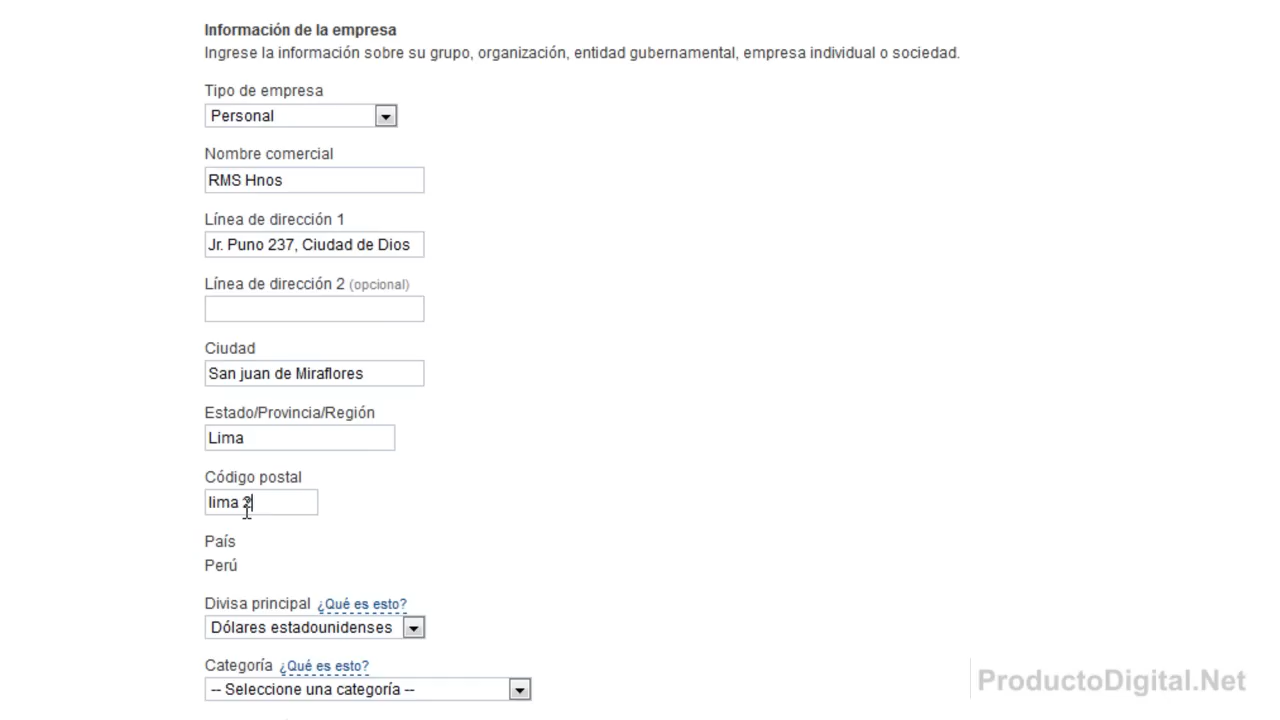 Información de la empresa
Ingrese la información sobre su grupo, organización, entidad gubernamental, empresa individual o sociedad.
Tipo de empresa
Personal
Nombre comercial
RMS Hnos
Línea de dirección 1
Jr. Puno 237, Ciudad de Dios
Línea de dirección 2 (opcional)
Ciudad
San juan de Miraflores
Estado/Provincia/Región
Lima
Código postal
lima 2
País
Perú
Divisa principal ¿Qué es esto?
Dólares estadounidenses
Categoría ¿Qué es esto?
-- Seleccione una categoría --
ProductoDigital.Net